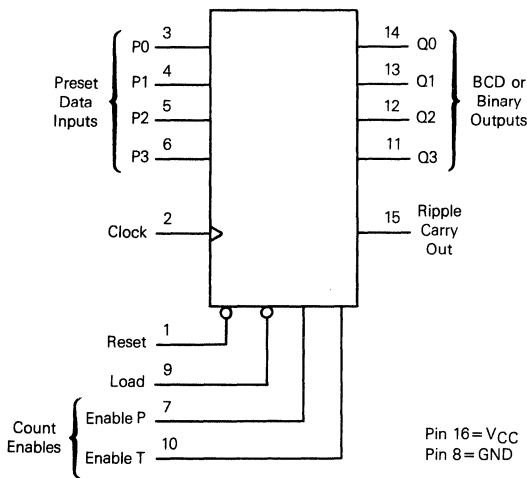 Preset
Data
Inputs
P0 3
P1 4
P2 5
P3 6
14 Q0
13 Q1
12 Q2
11 Q3
BCD or
Binary
Outputs
Clock 2
15 Ripple
Carry
Out
Reset 1
Load 9
Count
Enables
Enable P 7
Enable T 10
Pin 16 = VCC
Pin 8 = GND